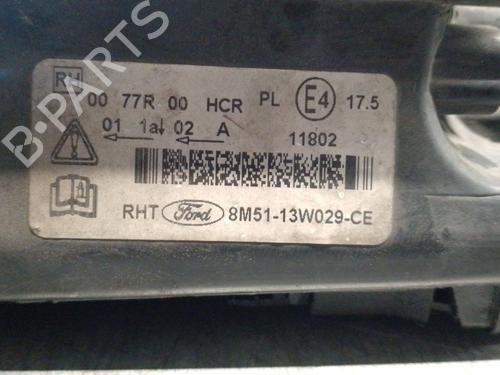 RH
00 77R 00 HCR PL E4 17.5
01 1a 02 A 11802
RHT Ford 8M51-13W029-CE
B-PARTS